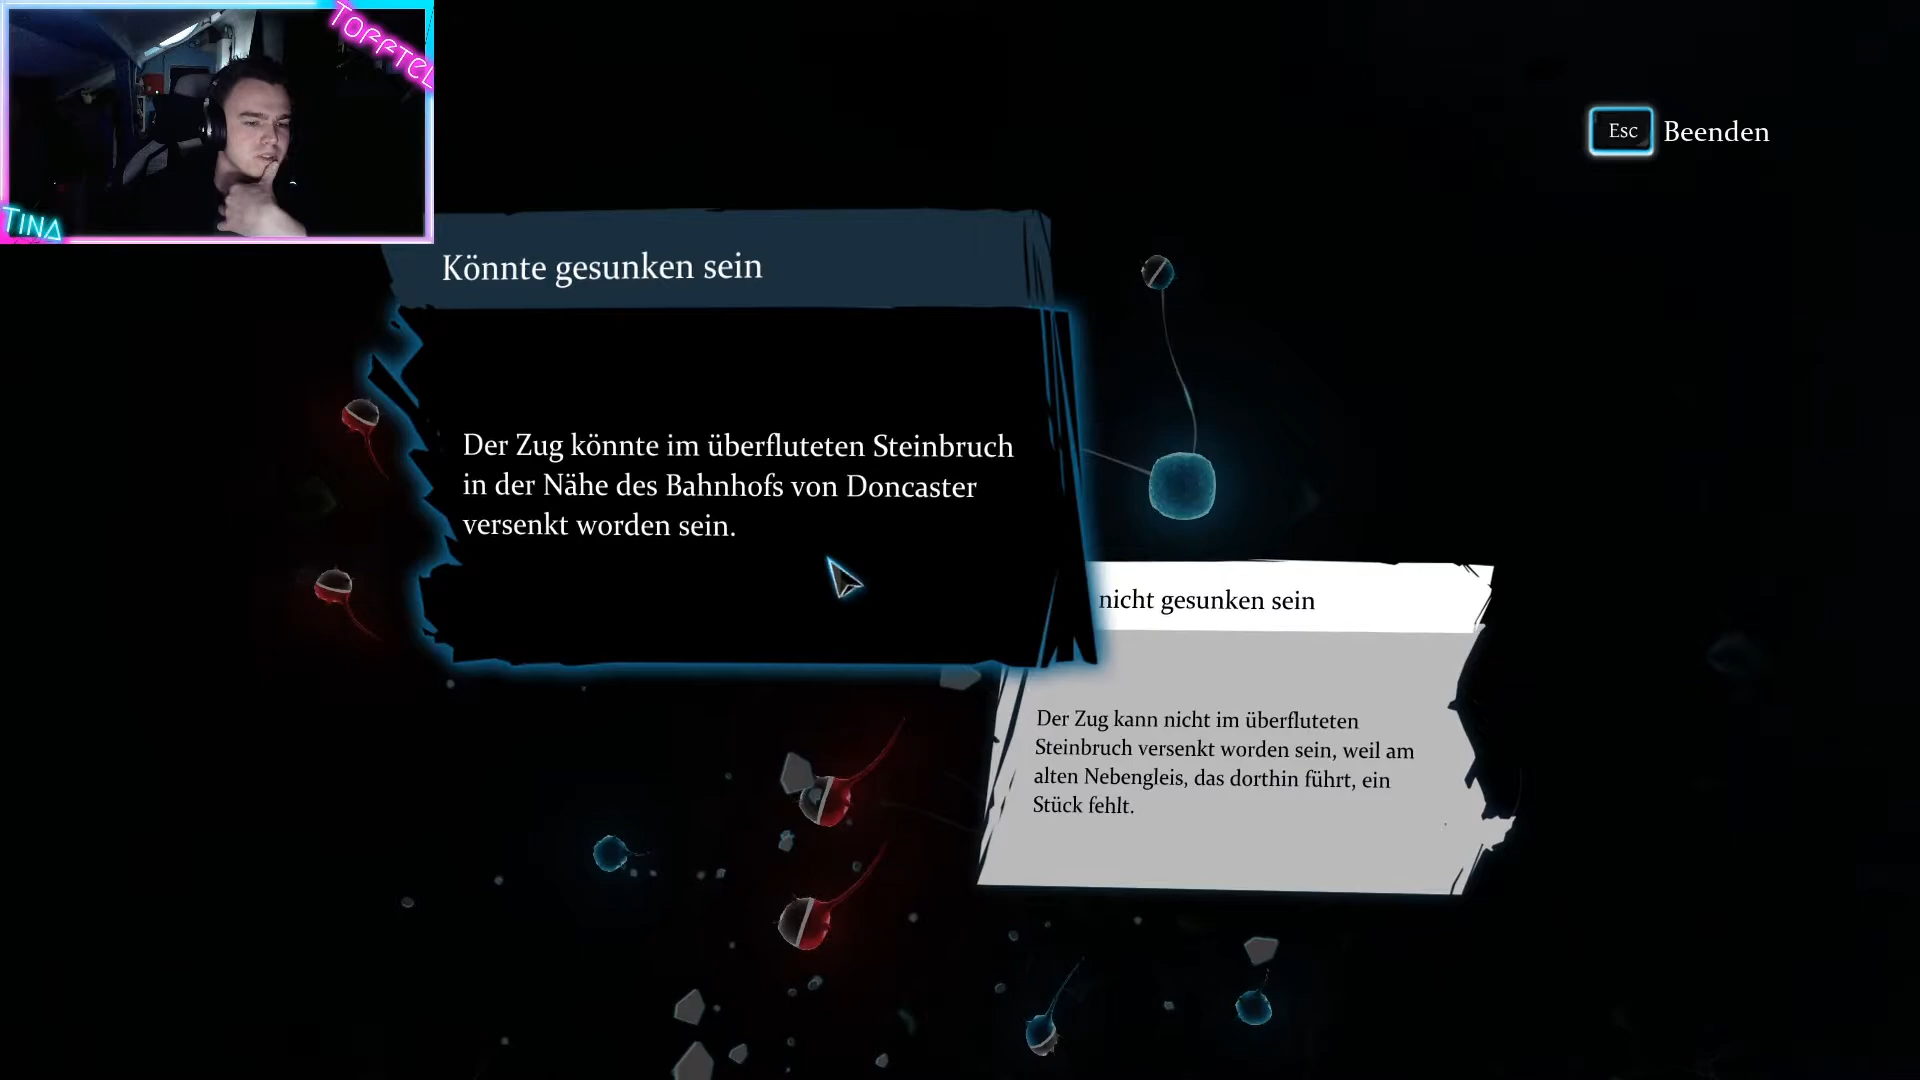 TOFFTEL
TINA
Esc Beenden
Könnte gesunken sein
Der Zug könnte im überfluteten Steinbruch
in der Nähe des Bahnhofs von Doncaster
versenkt worden sein.
nicht gesunken sein
Der Zug kann nicht im überfluteten
Steinbruch versenkt worden sein, weil am
alten Nebengleis, das dorthin führt, ein
Stück fehlt.